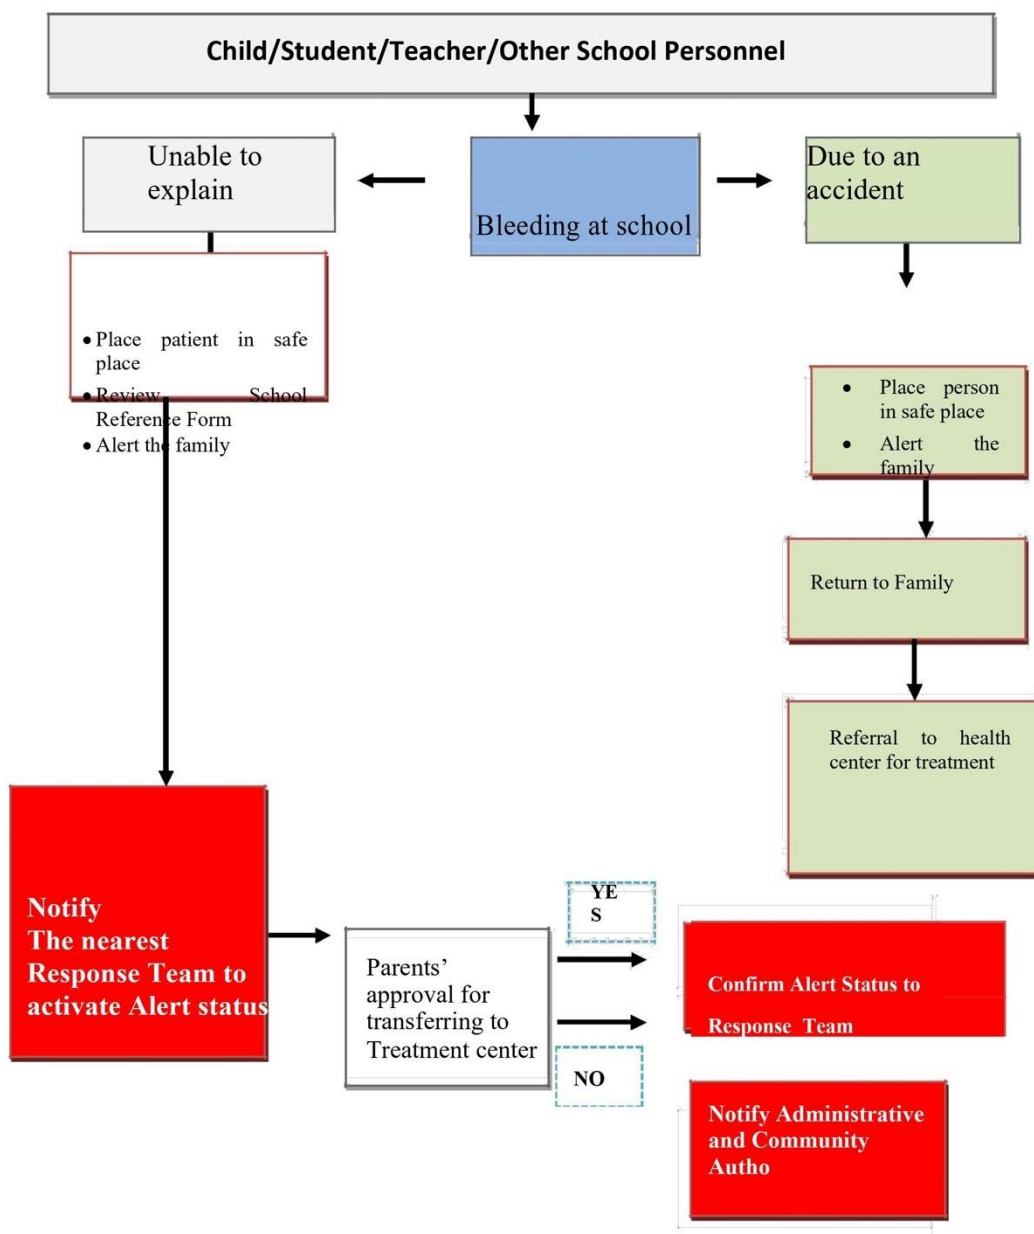 Child/Student/Teacher/Other School Personnel
Unable to
explain
Bleeding at school
Due to an
accident
• Place patient in safe
place
• Review School
Reference Form
• Alert the family
• Place person
in safe place
• Alert the
family
Return to Family
Referral to health
center for treatment
Notify
The nearest
Response Team to
activate Alert status
Parents’
approval for
transferring to
Treatment center
YE
S
NO
Confirm Alert Status to
Response Team
Notify Administrative
and Community
Autho